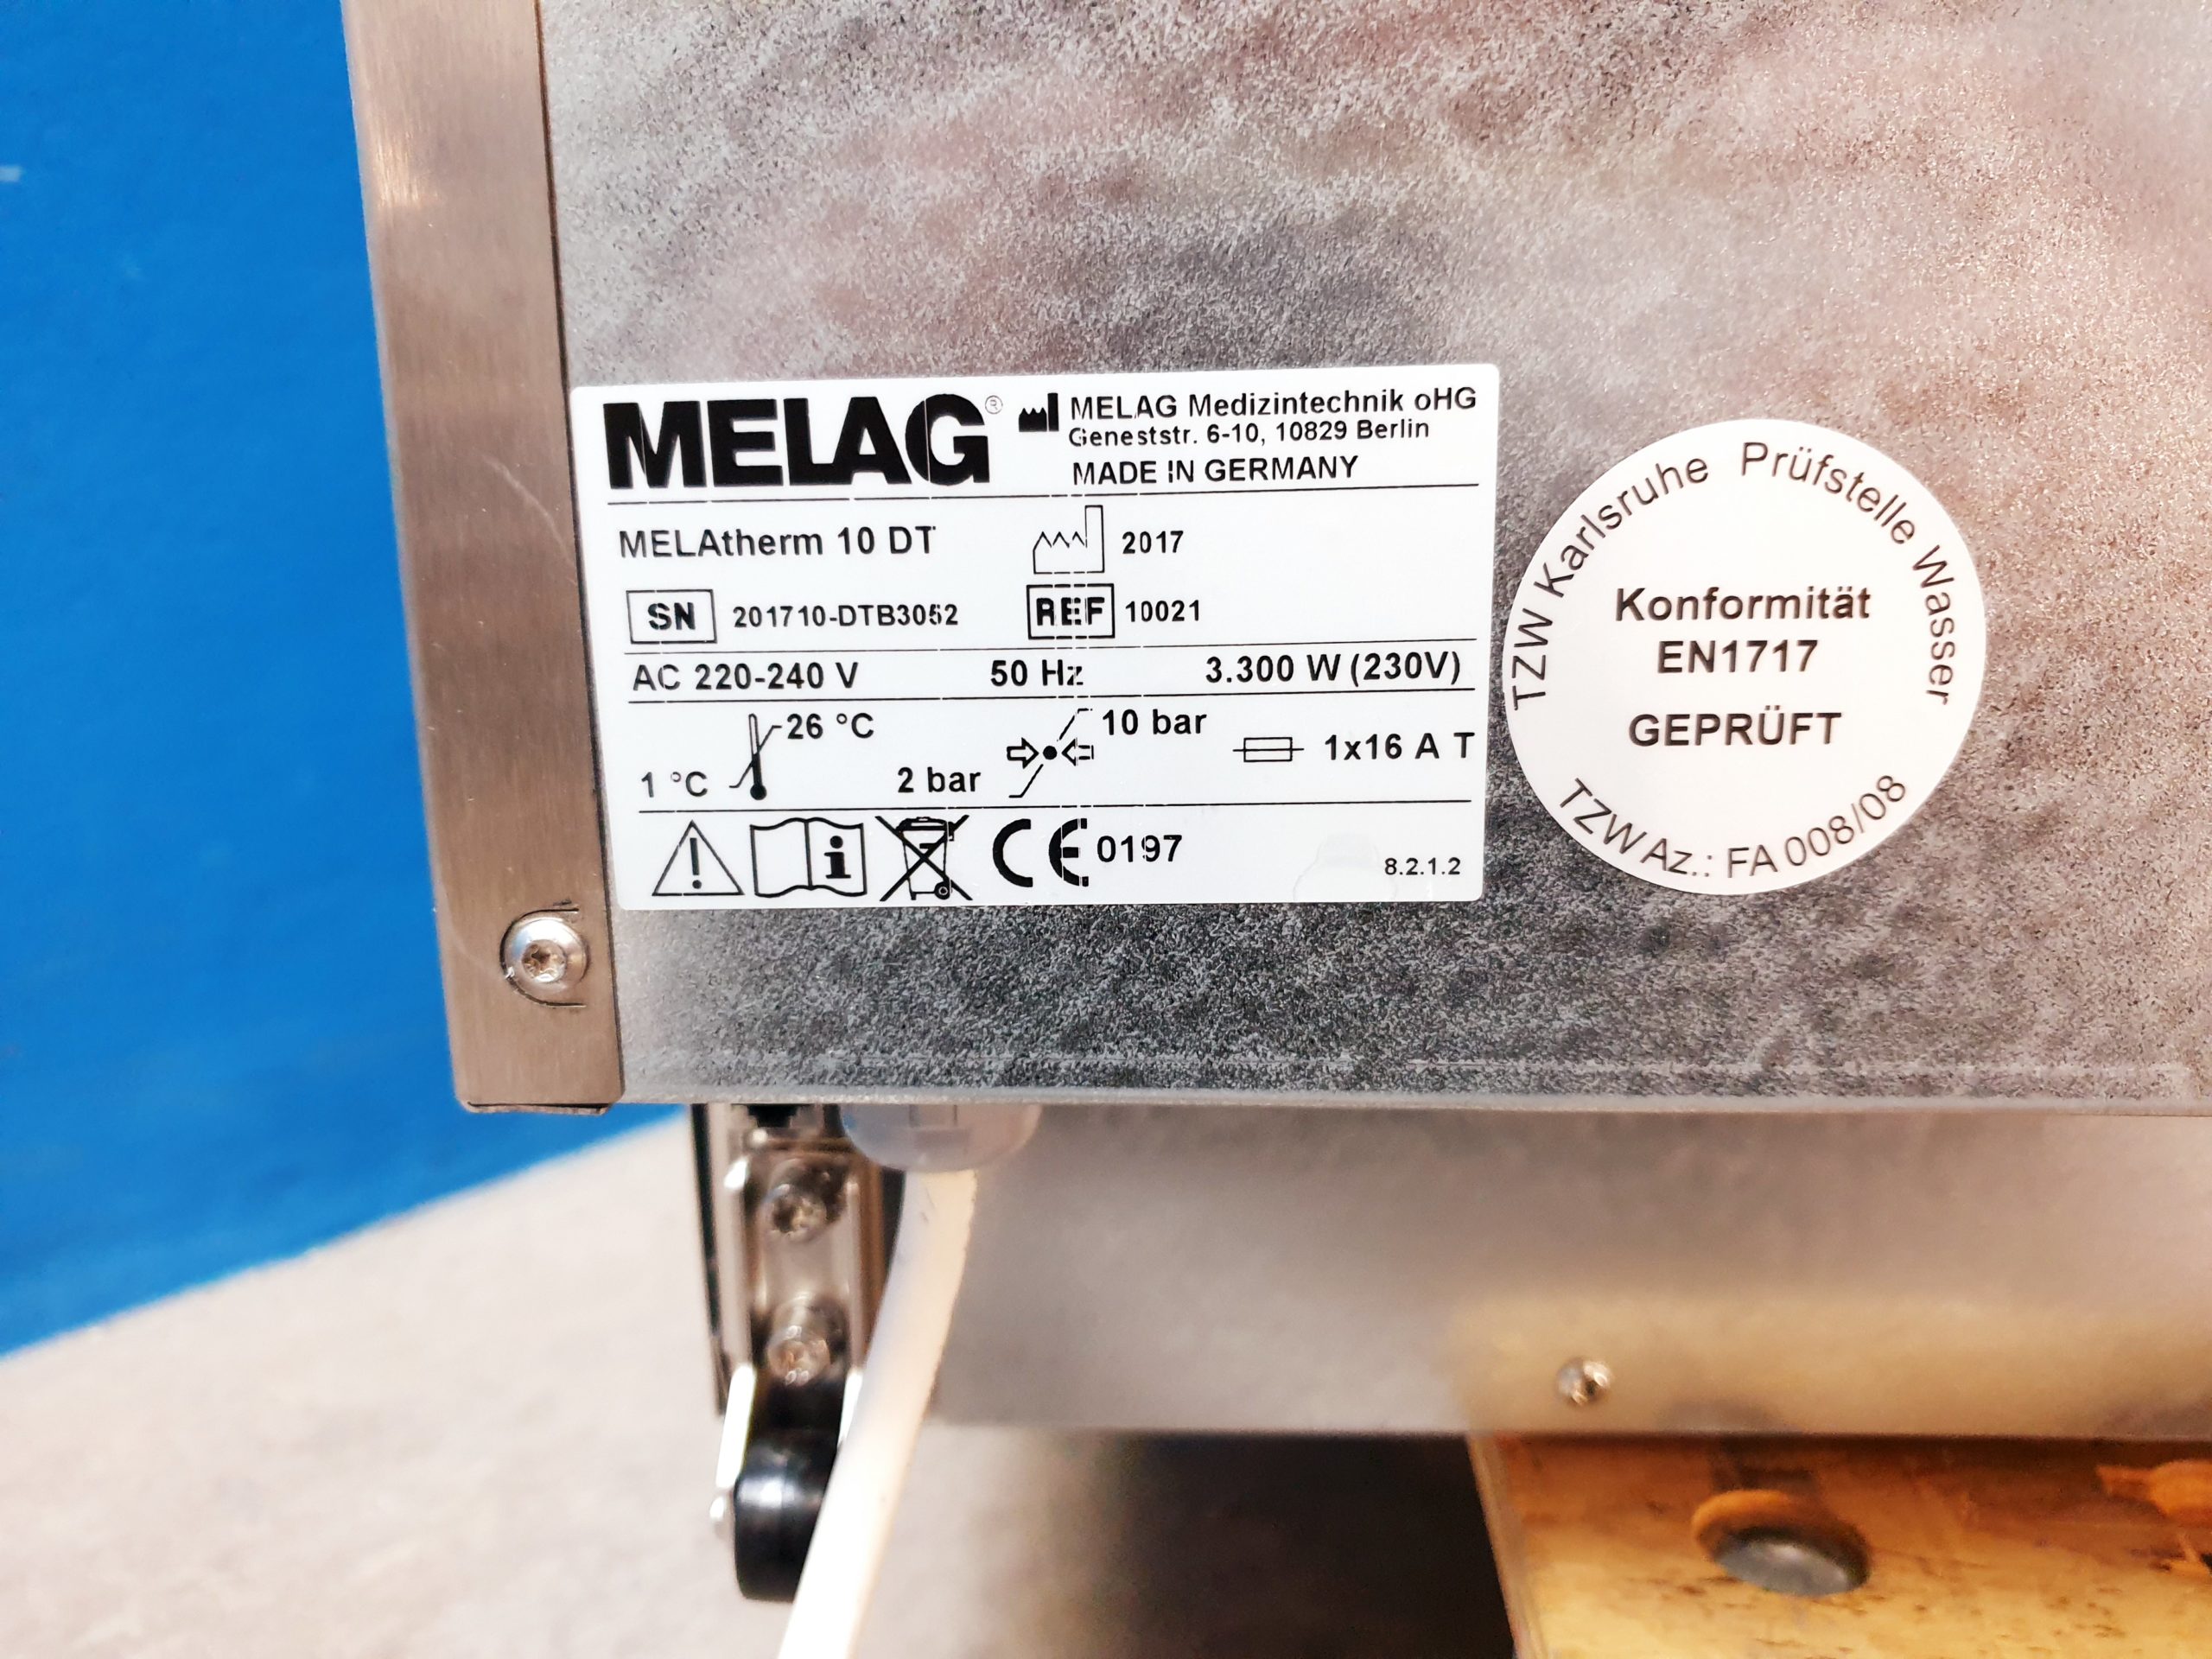 MELAG®
MELAG Medizintechnik oHG
Geneststr. 6-10, 10829 Berlin
MADE IN GERMANY
MELAtherm 10 DT
2017
SN 201710-DTB3052
REF 10021
AC 220-240 V 50 Hz 3.300 W (230V)
1 °C 26 °C
2 bar 10 bar
1x16 A T
CE 0197
8.2.1.2
TZW Karlsruhe Prüfstelle Wasser
Konformität
EN1717
GEPRÜFT
TZW Az.: FA 008/08